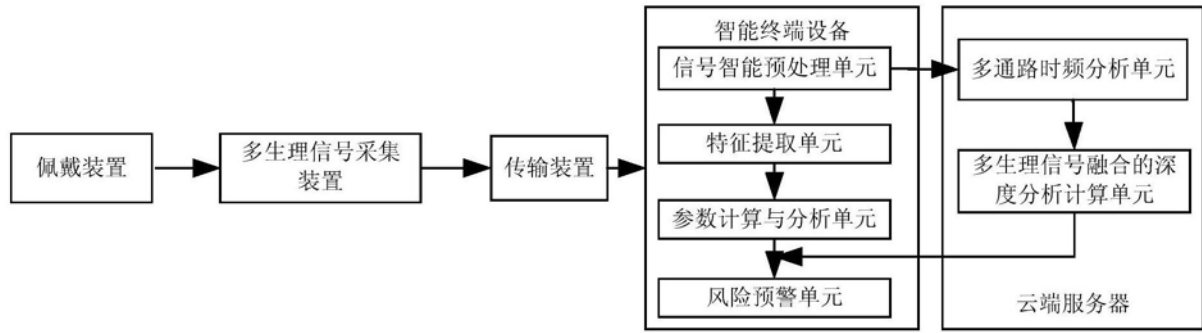 佩戴装置
多生理信号采集
装置
传输装置
智能终端设备
信号智能预处理单元
特征提取单元
参数计算与分析单元
风险预警单元
多通路时频分析单元
多生理信号融合的深
度分析计算单元
云端服务器